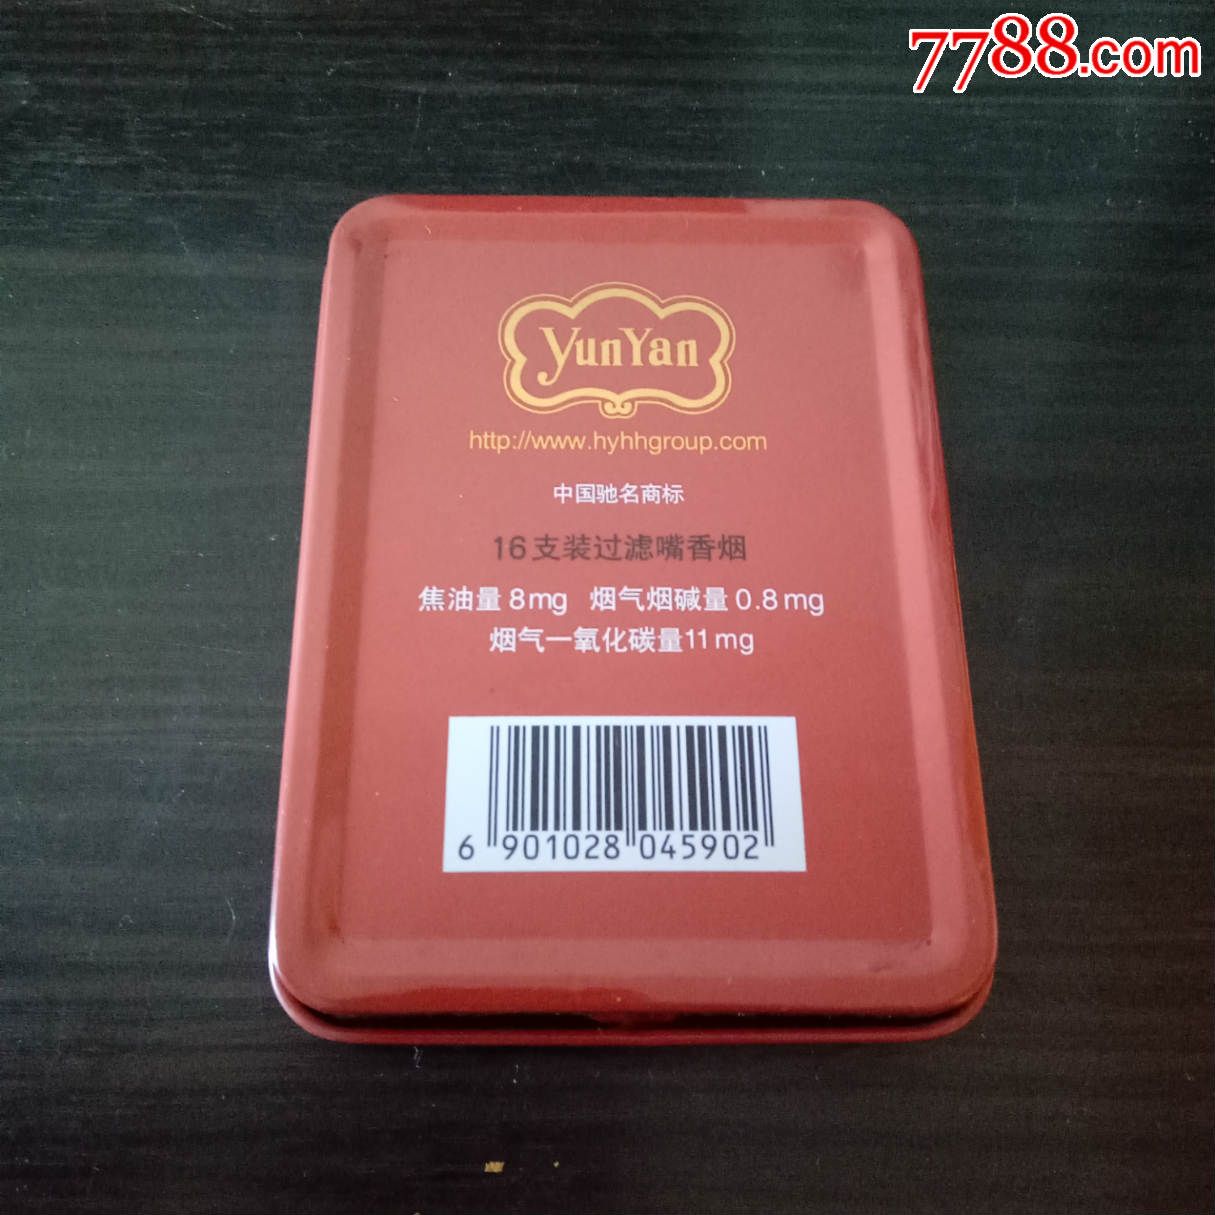 7788.com
YunYan
http://www.hyhhgroup.com
中国驰名商标
16支装过滤嘴香烟
焦油量 8mg 烟气烟碱量 0.8mg
烟气一氧化碳量11mg
6 901028 045902